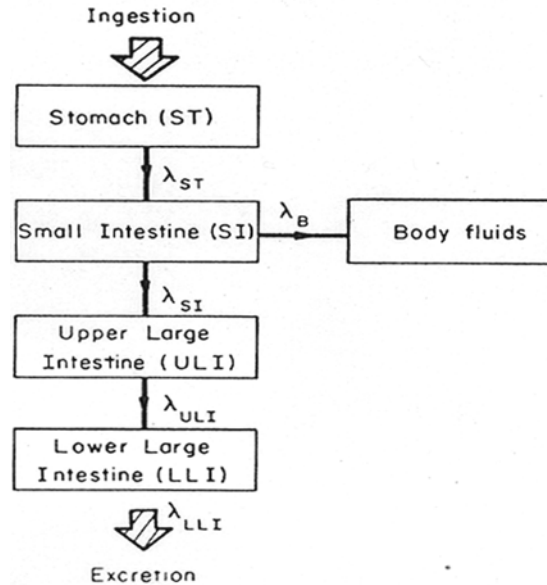 Ingestion
Stomach (ST)
λST
Small Intestine (SI)
λB
Body fluids
λSI
Upper Large
Intestine (ULI)
λULI
Lower Large
Intestine (LLI)
λLLI
Excretion